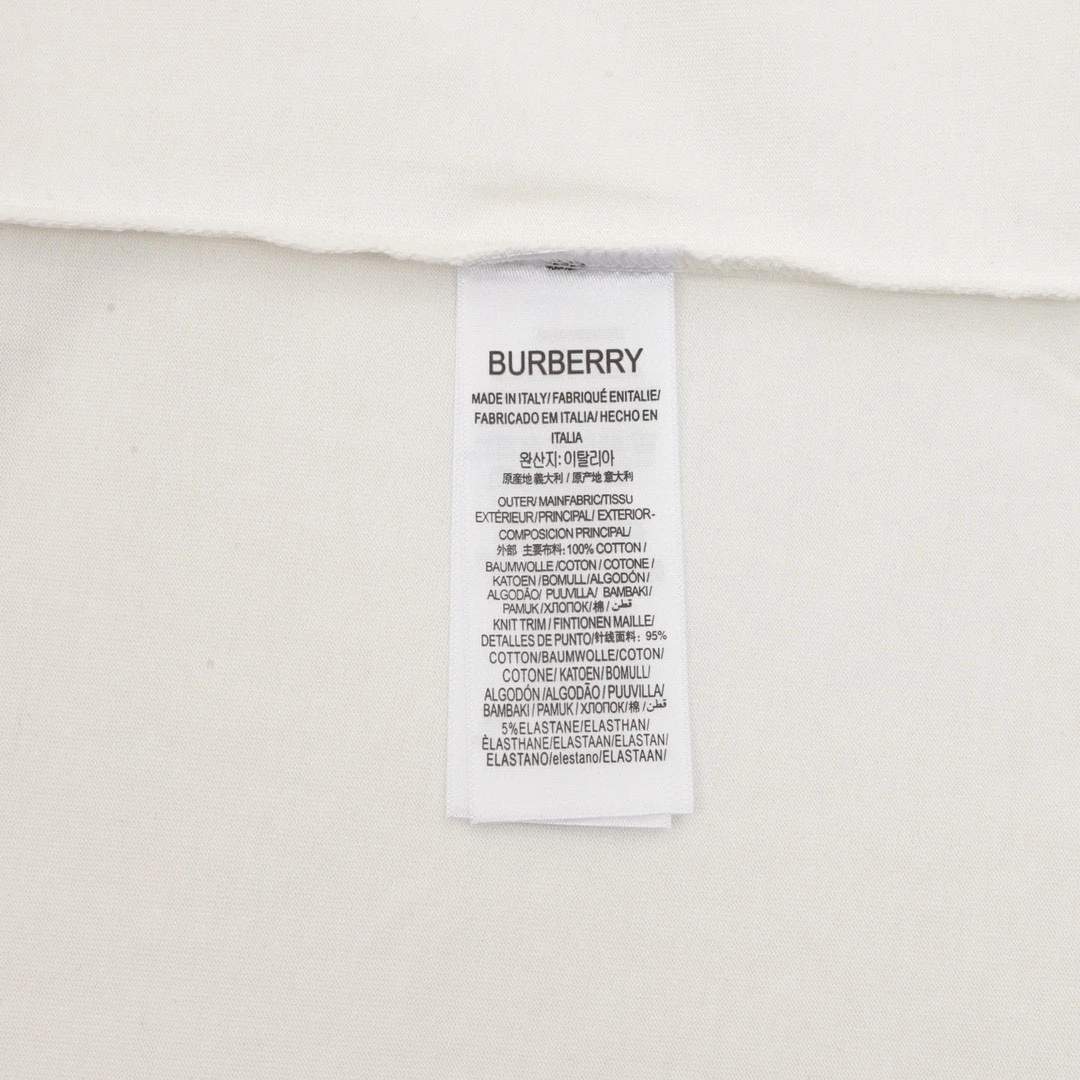 BURBERRY
MADE IN ITALY/ FABRIQUÉ ENITALIE/
FABRICADO EM ITALIA/ HECHO EN
ITALIA
완산지: 이탈리아
原産地 義大利 / 原产地 意大利
OUTER/ MAINFABRIC/TISSU
EXTÉRIEUR/PRINCIPAL/ EXTERIOR-
COMPOSICION PRINCIPAL/
外部 主要布料: 100% COTTON /
BAUMWOLLE /COTON / COTONE /
KATOEN / BOMULL/ALGODÓN /
ALGODÃO/ PUUVILLA/ BAMBAKI/
PAMUK /ХЛОПОК/ 棉 / قطن
KNIT TRIM / FINTIONEN MAILLE/
DETALLES DE PUNTO/针线面料: 95%
COTTON/BAUMWOLLE/COTON/
COTONE/ KATOEN/ BOMULL/
ALGODÓN /ALGODÃO / PUUVILLA/
BAMBAKI / PAMUK / ХЛОПОК/ 棉 / قطن
5%ELASTANE/ELASTHAN/
ÈLASTHANE/ELASTAAN/ELASTAN/
ELASTANO/elestano/ELASTAAN/